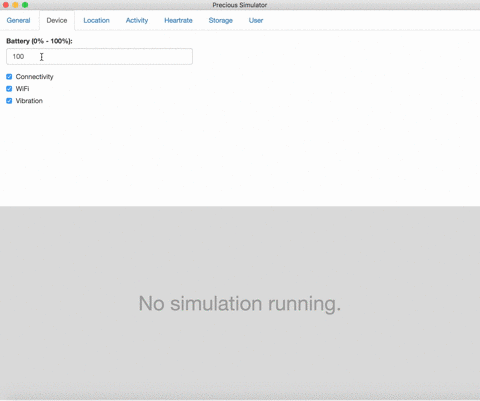 Precious Simulator
General Device Location Activity Heartrate Storage User
Battery (0% - 100%):
100
Connectivity
WiFi
Vibration
No simulation running.